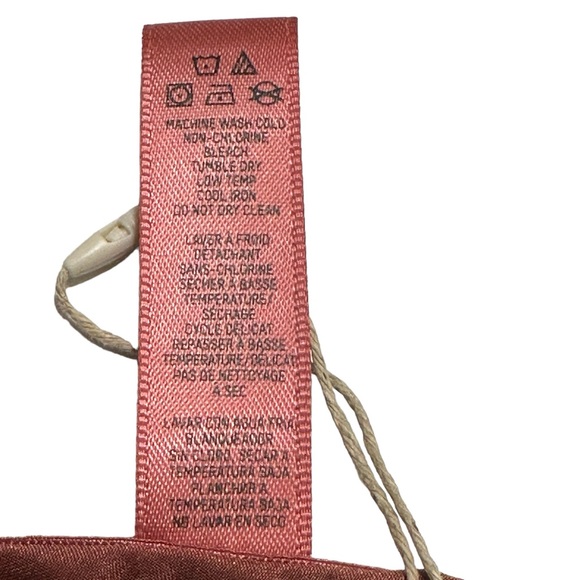 MACHINE WASH COLD
NON-CHLORINE
BLEACH
TUMBLE DRY
LOW TEMP
COOL IRON
DO NOT DRY CLEAN
LAVER À FROID
DETACHANT
SANS-CHLORINE
SÉCHER À BASSE
TEMPERATURE/
SECHAGE
CYCLE DÉLICAT
REPASSER À BASSE
TEMPERATURE/DELICAT
PAS DE NETTOYAGE
À SEC
LAVAR CON AGUA FRIA
BLANQUEADOR
SIN CLORO. SECAR A
TEMPERATURA BAJA
PLANCHAR A
TEMPERATURA BAJA
NO LAVAR EN SECO